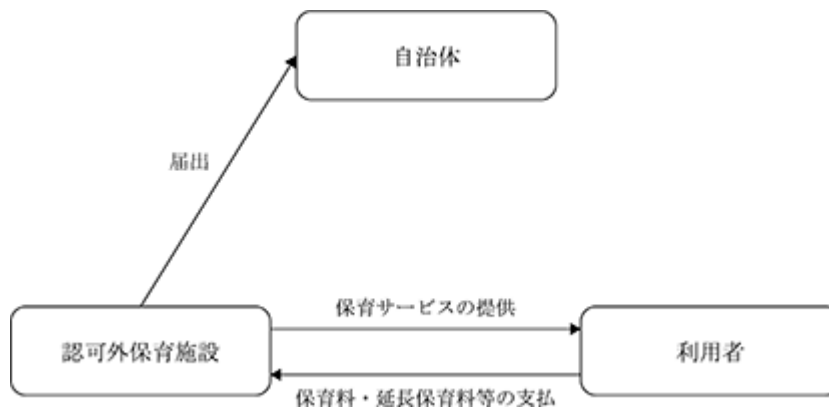 自治体
届出
保育サービスの提供
認可外保育施設
利用者
保育料・延長保育料等の支払